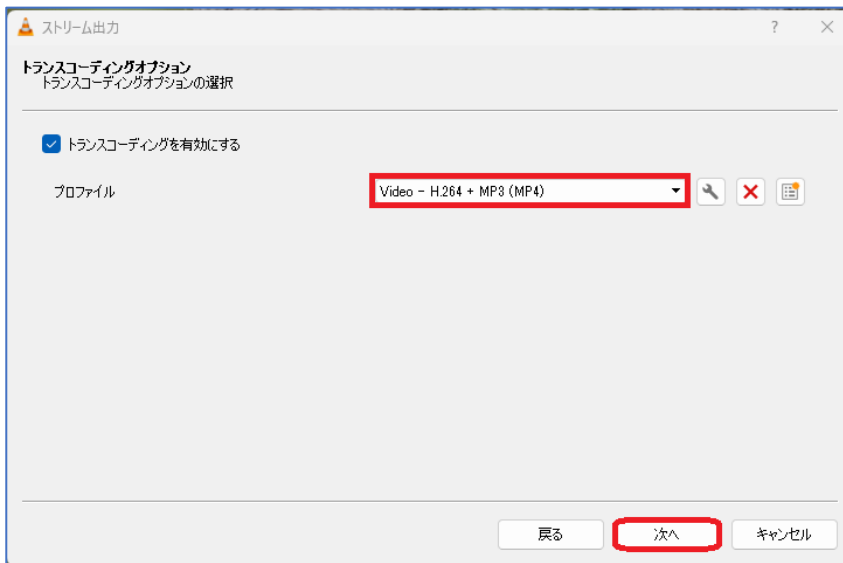 ストリーム出力
?
トランスコーディングオプション
トランスコーディングオプションの選択
トランスコーディングを有効にする
プロファイル
Video - H.264 + MP3 (MP4)
戻る
次へ
キャンセル